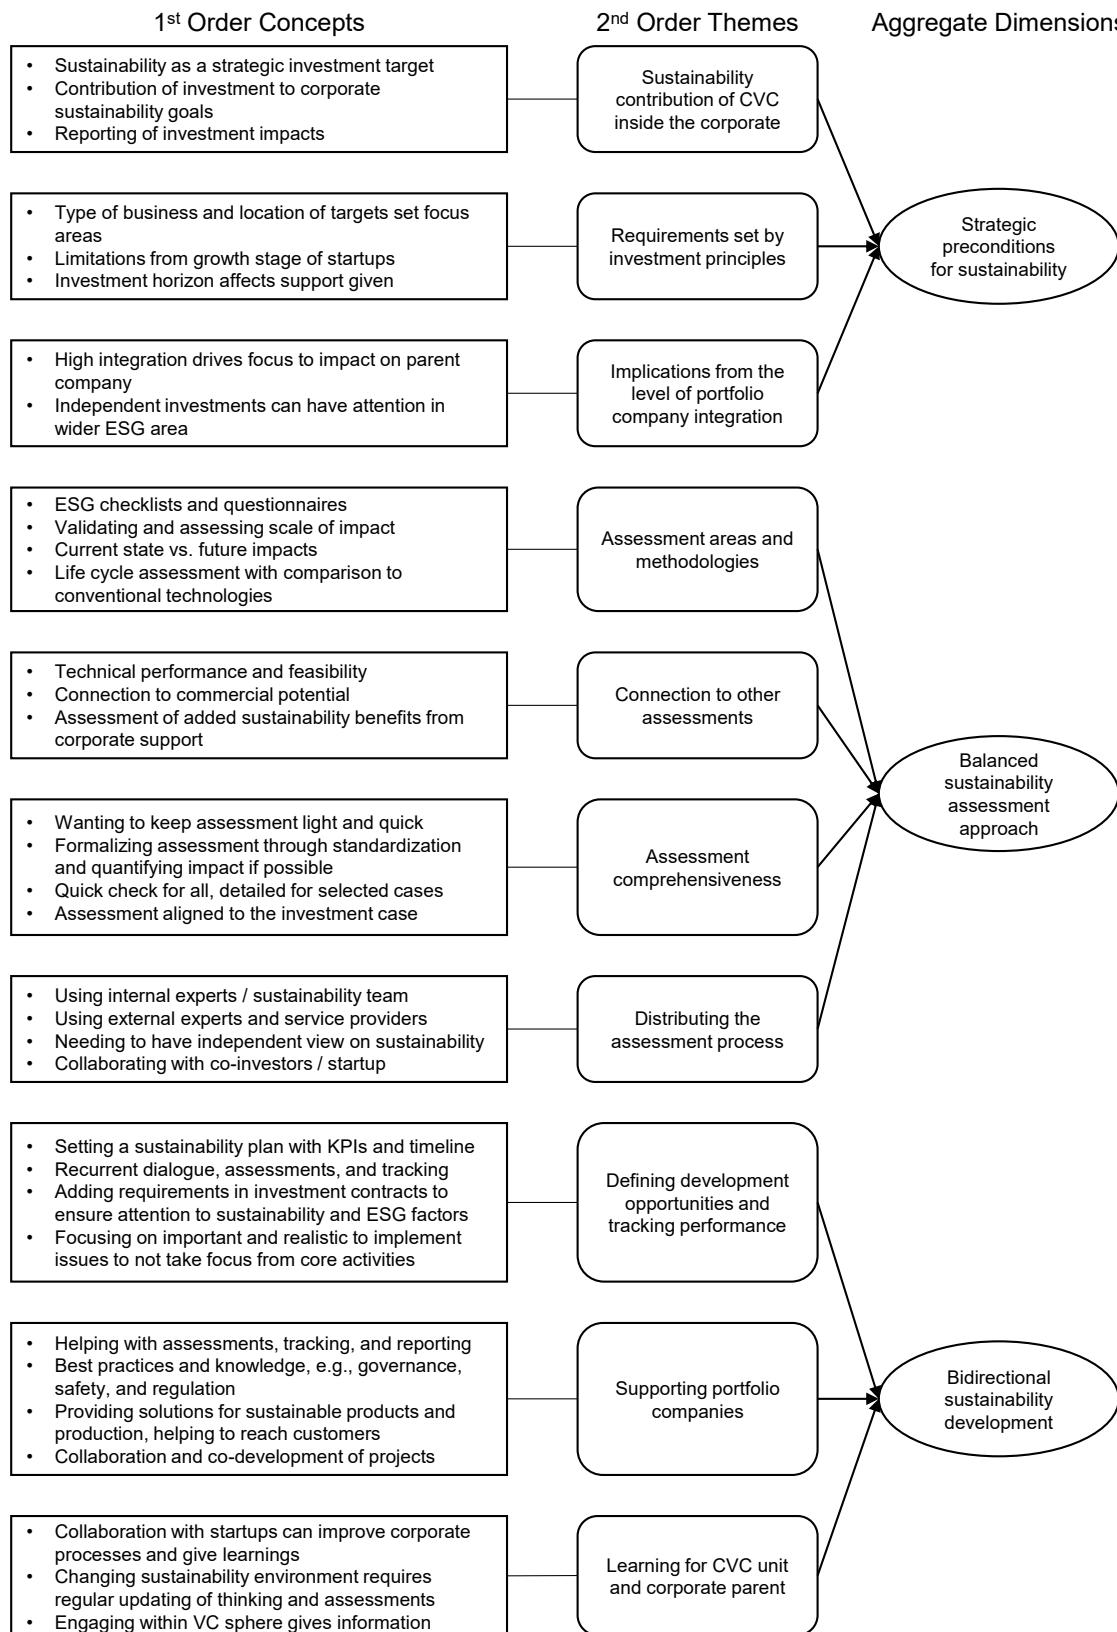 1st Order Concepts
2nd Order Themes
Aggregate Dimensions
• Sustainability as a strategic investment target
• Contribution of investment to corporate
sustainability goals
• Reporting of investment impacts
Sustainability
contribution of CVC
inside the corporate
• Type of business and location of targets set focus
areas
• Limitations from growth stage of startups
• Investment horizon affects support given
Requirements set by
investment principles
Strategic
preconditions
for sustainability
• High integration drives focus to impact on parent
company
• Independent investments can have attention in
wider ESG area
Implications from the
level of portfolio
company integration
• ESG checklists and questionnaires
• Validating and assessing scale of impact
• Current state vs. future impacts
• Life cycle assessment with comparison to
conventional technologies
Assessment areas and
methodologies
• Technical performance and feasibility
• Connection to commercial potential
• Assessment of added sustainability benefits from
corporate support
Connection to other
assessments
Balanced
sustainability
assessment
approach
• Wanting to keep assessment light and quick
• Formalizing assessment through standardization
and quantifying impact if possible
• Quick check for all, detailed for selected cases
• Assessment aligned to the investment case
Assessment
comprehensiveness
• Using internal experts / sustainability team
• Using external experts and service providers
• Needing to have independent view on sustainability
• Collaborating with co-investors / startup
Distributing the
assessment process
• Setting a sustainability plan with KPIs and timeline
• Recurrent dialogue, assessments, and tracking
• Adding requirements in investment contracts to
ensure attention to sustainability and ESG factors
• Focusing on important and realistic to implement
issues to not take focus from core activities
Defining development
opportunities and
tracking performance
• Helping with assessments, tracking, and reporting
• Best practices and knowledge, e.g., governance,
safety, and regulation
• Providing solutions for sustainable products and
production, helping to reach customers
• Collaboration and co-development of projects
Supporting portfolio
companies
Bidirectional
sustainability
development
• Collaboration with startups can improve corporate
processes and give learnings
• Changing sustainability environment requires
regular updating of thinking and assessments
• Engaging within VC sphere gives information
Learning for CVC unit
and corporate parent